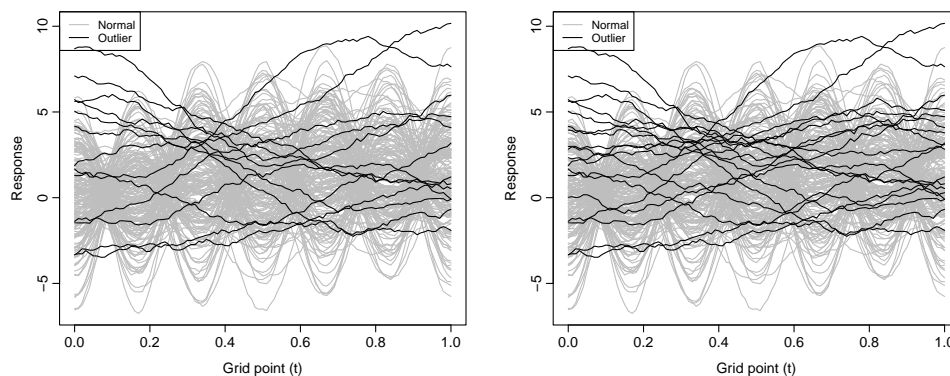 Normal
Outlier
Response
10
5
0
−5
0.0 0.2 0.4 0.6 0.8 1.0
Grid point (t)
Normal
Outlier
Response
10
5
0
−5
0.0 0.2 0.4 0.6 0.8 1.0
Grid point (t)